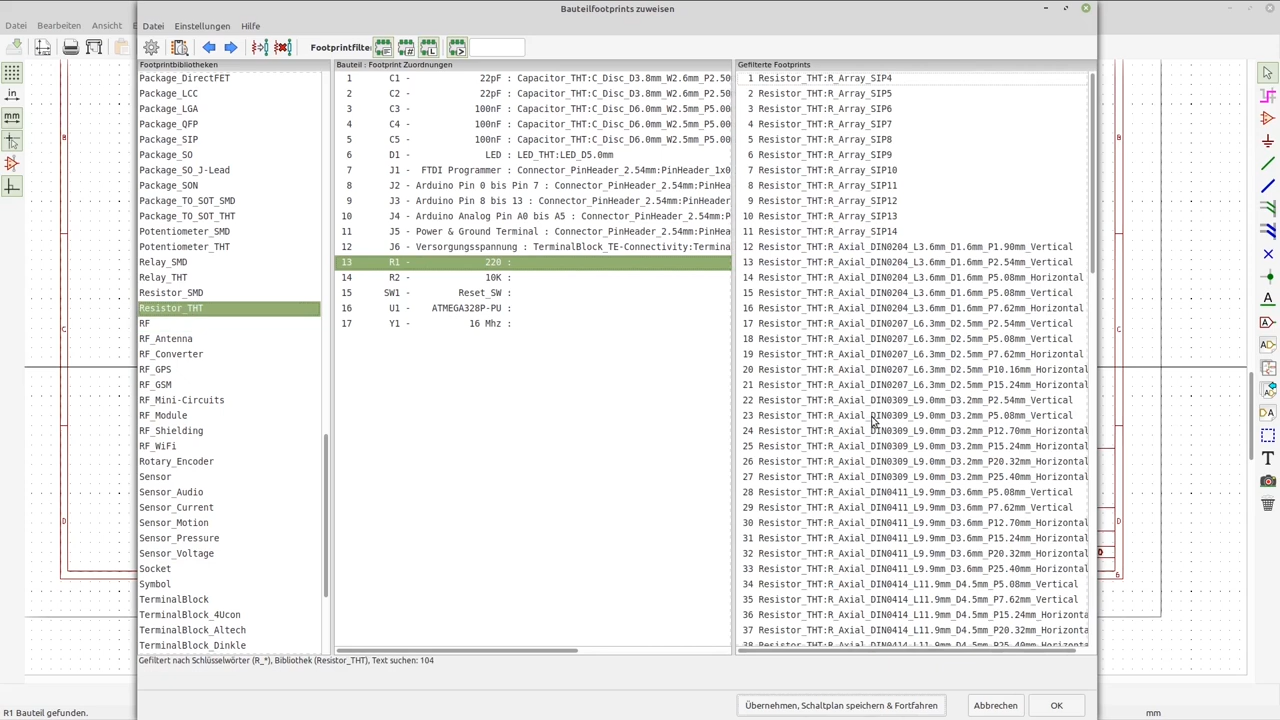 Bauteilfootprints zuweisen
Datei Bearbeiten Ansicht
Datei Einstellungen Hilfe
Footprintfilte
Footprintbibliotheken
Package_DirectFET
Package_LCC
Package_LGA
Package_QFP
Package_SIP
Package_SO
Package_SO_J-Lead
Package_SON
Package_TO_SOT_SMD
Package_TO_SOT_THT
Potentiometer_SMD
Potentiometer_THT
Relay_SMD
Relay_THT
Resistor_SMD
Resistor_THT
RF
RF_Antenna
RF_Converter
RF_GPS
RF_GSM
RF_Mini-Circuits
RF_Module
RF_Shielding
RF_WiFi
Rotary_Encoder
Sensor
Sensor_Audio
Sensor_Current
Sensor_Motion
Sensor_Pressure
Sensor_Voltage
Socket
Symbol
TerminalBlock
TerminalBlock_4Ucon
TerminalBlock_Altech
TerminalBlock_Dinkle
Bauteil : Footprint Zuordnungen
1 C1 - 22pF : Capacitor_THT:C_Disc_D3.8mm_W2.6mm_P2.50
2 C2 - 22pF : Capacitor_THT:C_Disc_D3.8mm_W2.6mm_P2.50
3 C3 - 100nF : Capacitor_THT:C_Disc_D6.0mm_W2.5mm_P5.00
4 C4 - 100nF : Capacitor_THT:C_Disc_D6.0mm_W2.5mm_P5.00
5 C5 - 100nF : Capacitor_THT:C_Disc_D6.0mm_W2.5mm_P5.00
6 D1 - LED : LED_THT:LED_D5.0mm
7 J1 - FTDI Programmer : Connector_PinHeader_2.54mm:PinHeader_1x0
8 J2 - Arduino Pin 0 bis Pin 7 : Connector_PinHeader_2.54mm:PinHea
9 J3 - Arduino Pin 8 bis 13 : Connector_PinHeader_2.54mm:PinHea
10 J4 - Arduino Analog Pin A0 bis A5 : Connector_PinHeader_2.54mm:PinHea
11 J5 - Power & Ground Terminal : Connector_PinHeader_2.54mm:PinHea
12 J6 - Versorgungsspannung : TerminalBlock_TE-Connectivity:Termina
13 R1 - 220 :
14 R2 - 10K :
15 SW1 - Reset_SW :
16 U1 - ATMEGA328P-PU :
17 Y1 - 16 Mhz :
Gefilterte Footprints
1 Resistor_THT:R_Array_SIP4
2 Resistor_THT:R_Array_SIP5
3 Resistor_THT:R_Array_SIP6
4 Resistor_THT:R_Array_SIP7
5 Resistor_THT:R_Array_SIP8
6 Resistor_THT:R_Array_SIP9
7 Resistor_THT:R_Array_SIP10
8 Resistor_THT:R_Array_SIP11
9 Resistor_THT:R_Array_SIP12
10 Resistor_THT:R_Array_SIP13
11 Resistor_THT:R_Array_SIP14
12 Resistor_THT:R_Axial_DIN0204_L3.6mm_D1.6mm_P1.90mm_Vertical
13 Resistor_THT:R_Axial_DIN0204_L3.6mm_D1.6mm_P2.54mm_Vertical
14 Resistor_THT:R_Axial_DIN0204_L3.6mm_D1.6mm_P5.08mm_Horizontal
15 Resistor_THT:R_Axial_DIN0204_L3.6mm_D1.6mm_P5.08mm_Vertical
16 Resistor_THT:R_Axial_DIN0204_L3.6mm_D1.6mm_P7.62mm_Horizontal
17 Resistor_THT:R_Axial_DIN0207_L6.3mm_D2.5mm_P2.54mm_Vertical
18 Resistor_THT:R_Axial_DIN0207_L6.3mm_D2.5mm_P5.08mm_Vertical
19 Resistor_THT:R_Axial_DIN0207_L6.3mm_D2.5mm_P7.62mm_Horizontal
20 Resistor_THT:R_Axial_DIN0207_L6.3mm_D2.5mm_P10.16mm_Horizontal
21 Resistor_THT:R_Axial_DIN0207_L6.3mm_D2.5mm_P15.24mm_Horizontal
22 Resistor_THT:R_Axial_DIN0309_L9.0mm_D3.2mm_P2.54mm_Vertical
23 Resistor_THT:R_Axial_DIN0309_L9.0mm_D3.2mm_P5.08mm_Vertical
24 Resistor_THT:R_Axial_DIN0309_L9.0mm_D3.2mm_P12.70mm_Horizontal
25 Resistor_THT:R_Axial_DIN0309_L9.0mm_D3.2mm_P15.24mm_Horizontal
26 Resistor_THT:R_Axial_DIN0309_L9.0mm_D3.2mm_P20.32mm_Horizontal
27 Resistor_THT:R_Axial_DIN0309_L9.0mm_D3.2mm_P25.40mm_Horizontal
28 Resistor_THT:R_Axial_DIN0411_L9.9mm_D3.6mm_P5.08mm_Vertical
29 Resistor_THT:R_Axial_DIN0411_L9.9mm_D3.6mm_P7.62mm_Vertical
30 Resistor_THT:R_Axial_DIN0411_L9.9mm_D3.6mm_P12.70mm_Horizontal
31 Resistor_THT:R_Axial_DIN0411_L9.9mm_D3.6mm_P15.24mm_Horizontal
32 Resistor_THT:R_Axial_DIN0411_L9.9mm_D3.6mm_P20.32mm_Horizontal
33 Resistor_THT:R_Axial_DIN0411_L9.9mm_D3.6mm_P25.40mm_Horizontal
34 Resistor_THT:R_Axial_DIN0414_L11.9mm_D4.5mm_P5.08mm_Vertical
35 Resistor_THT:R_Axial_DIN0414_L11.9mm_D4.5mm_P7.62mm_Vertical
36 Resistor_THT:R_Axial_DIN0414_L11.9mm_D4.5mm_P15.24mm_Horizonta
37 Resistor_THT:R_Axial_DIN0414_L11.9mm_D4.5mm_P20.32mm_Horizonta
38 Resistor_THT:R_Axial_DIN0414_L11.9mm_D4.5mm_P25.40mm_Horizonta
Gefiltert nach Schlüsselwörter (R_*), Bibliothek (Resistor_THT), Text suchen: 104
Übernehmen, Schaltplan speichern & Fortfahren
Abbrechen
OK
R1 Bauteil gefunden.
mm
in
mm
B
C
D
B
D